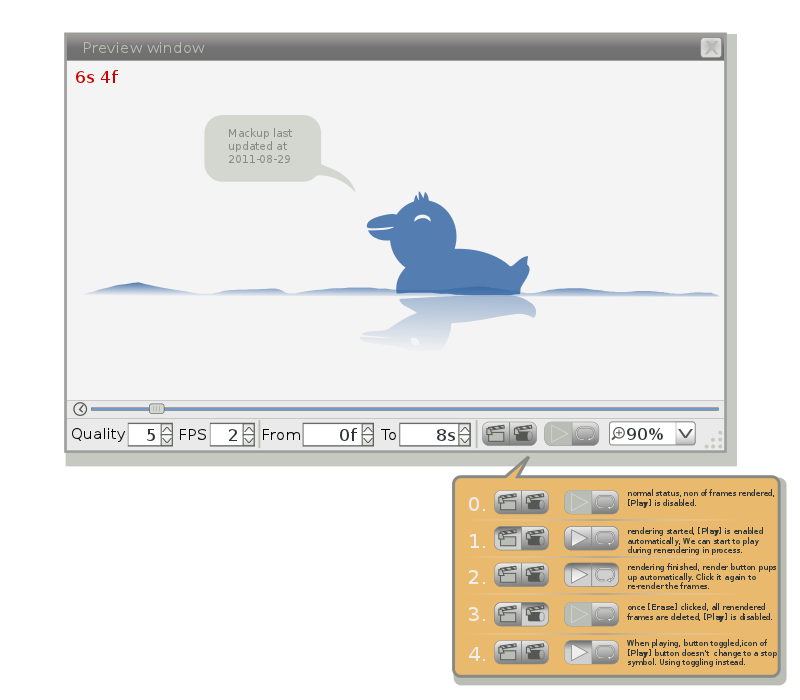 Preview window
6s 4f
Mackup last
updated at
2011-08-29
Quality 5 FPS 2 From 0f To 8s 90%
0. normal status, non of frames rendered,
[Play] is disabled.
1. rendering started, [Play] is enabled
automatically, We can start to play
during renendering in process.
2. rendering finished, render button pups
up automatically. Click it again to
re-render the frames.
3. once [Erase] clicked, all renendered
frames are deleted, [Play] is disabled.
4. When playing, button toggled,icon of
[Play] button doesn't change to a stop
symbol. Using toggling instead.